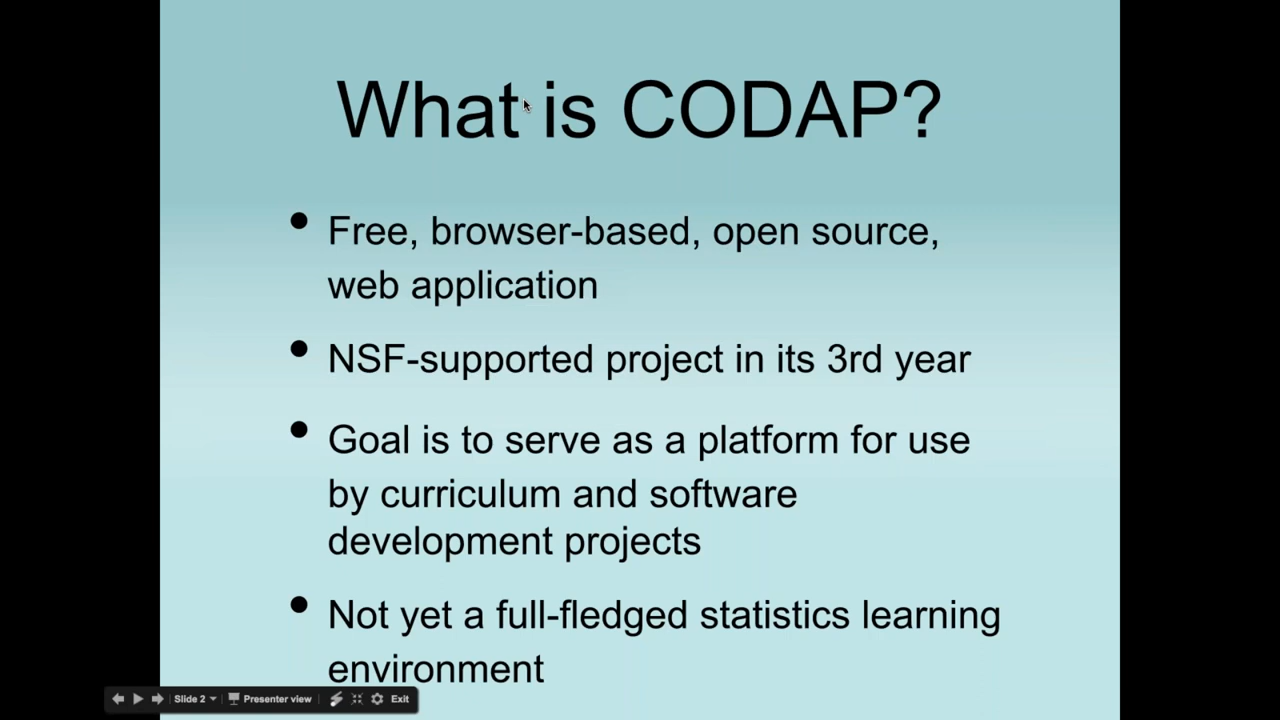 What is CODAP?
• Free, browser-based, open source,
web application
• NSF-supported project in its 3rd year
• Goal is to serve as a platform for use
by curriculum and software
development projects
• Not yet a full-fledged statistics learning
environment
Slide 2 Presenter view Exit